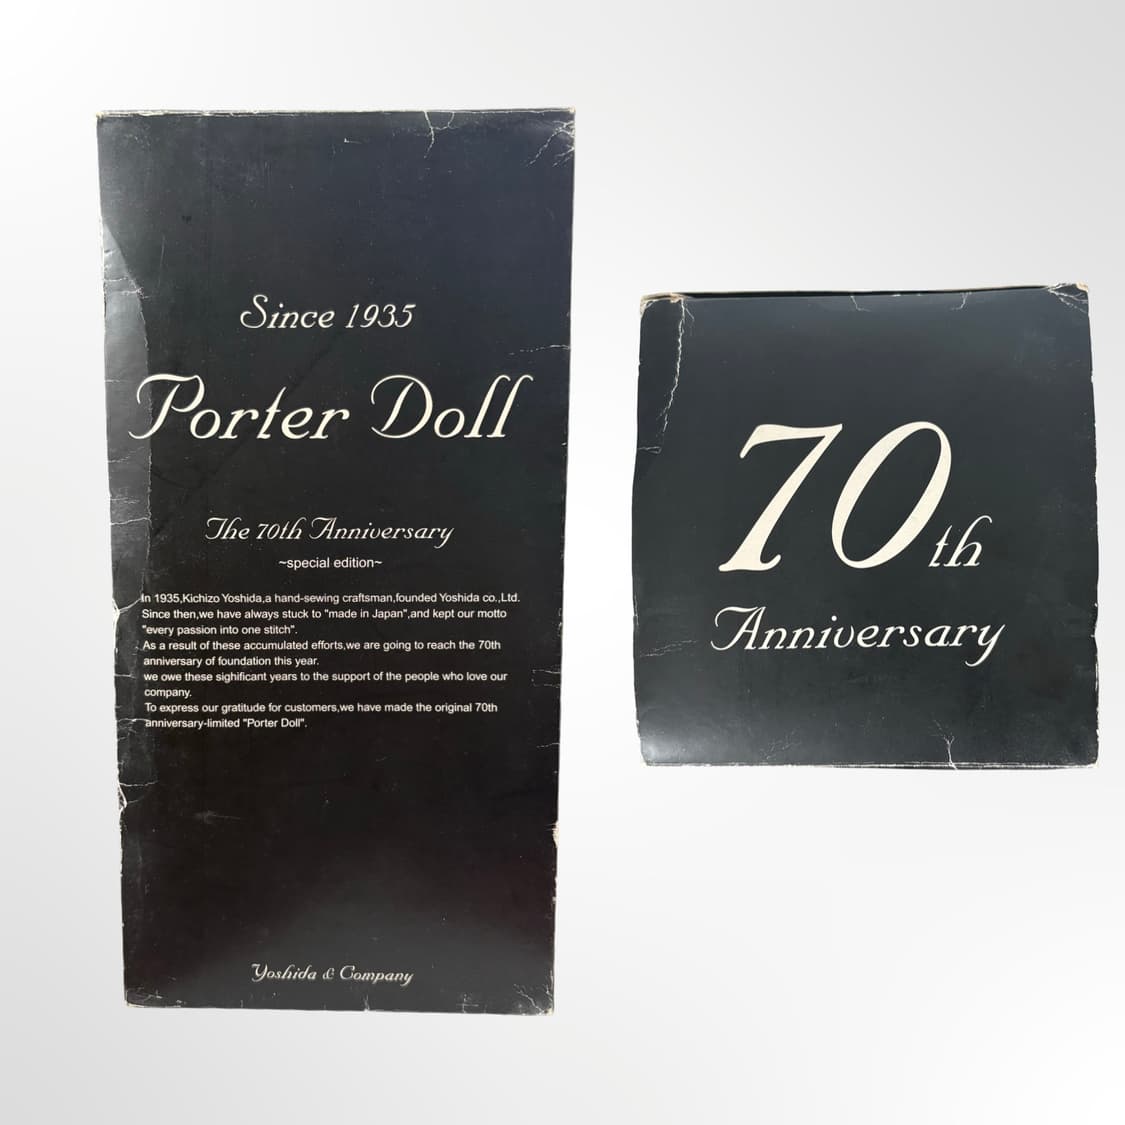 Since 1935
Porter Doll
The 70th Anniversary
~special edition~
In 1935,Kichizo Yoshida,a hand-sewing craftsman,founded Yoshida co.,Ltd.
Since then,we have always stuck to "made in Japan",and kept our motto
"every passion into one stitch".
As a result of these accumulated efforts,we are going to reach the 70th
anniversary of foundation this year.
we owe these sighificant years to the support of the people who love our
company.
To express our gratitude for customers,we have made the original 70th
anniversary-limited "Porter Doll".
Yoshida & Company
70th
Anniversary